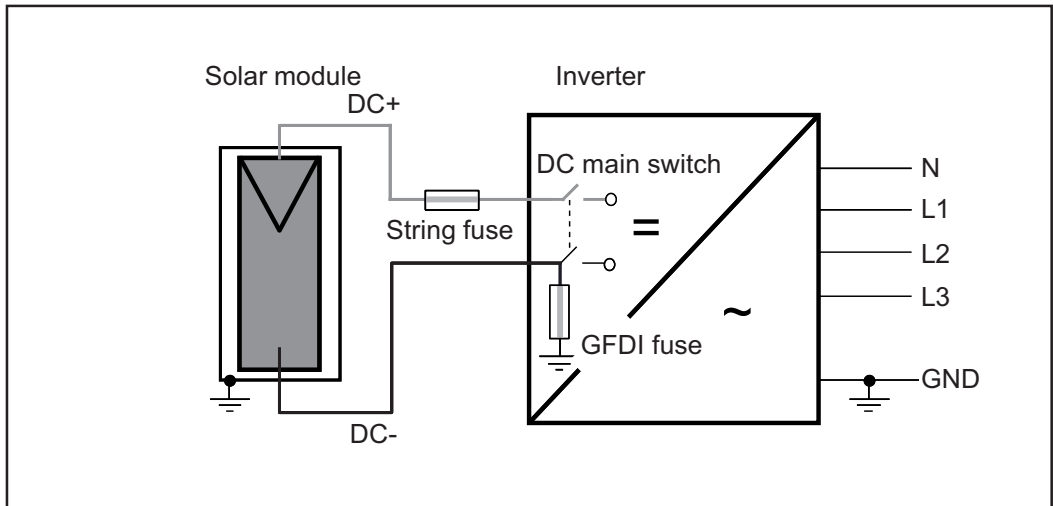 Solar module
Inverter
DC+
DC main switch
String fuse
=
GFDI fuse
~
DC-
N
L1
L2
L3
GND